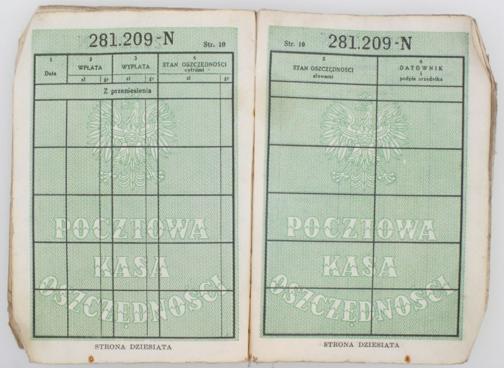 281.209-N Str. 10
1 2 3 4
Data WPŁATA WYPŁATA STAN OSZCZĘDNOŚCI
cyframi
zł gr zł gr zł gr
Z przeniesienia
POCZTOWA
KASA
OSZCZĘDNOŚCI
STRONA DZIESIĄTA
Str. 10 281.209-N
5 6
STAN OSZCZĘDNOŚCI DATOWNIK
słowami i
podpis urzędnika
POCZTOWA
KASA
OSZCZĘDNOŚCI
STRONA DZIESIĄTA